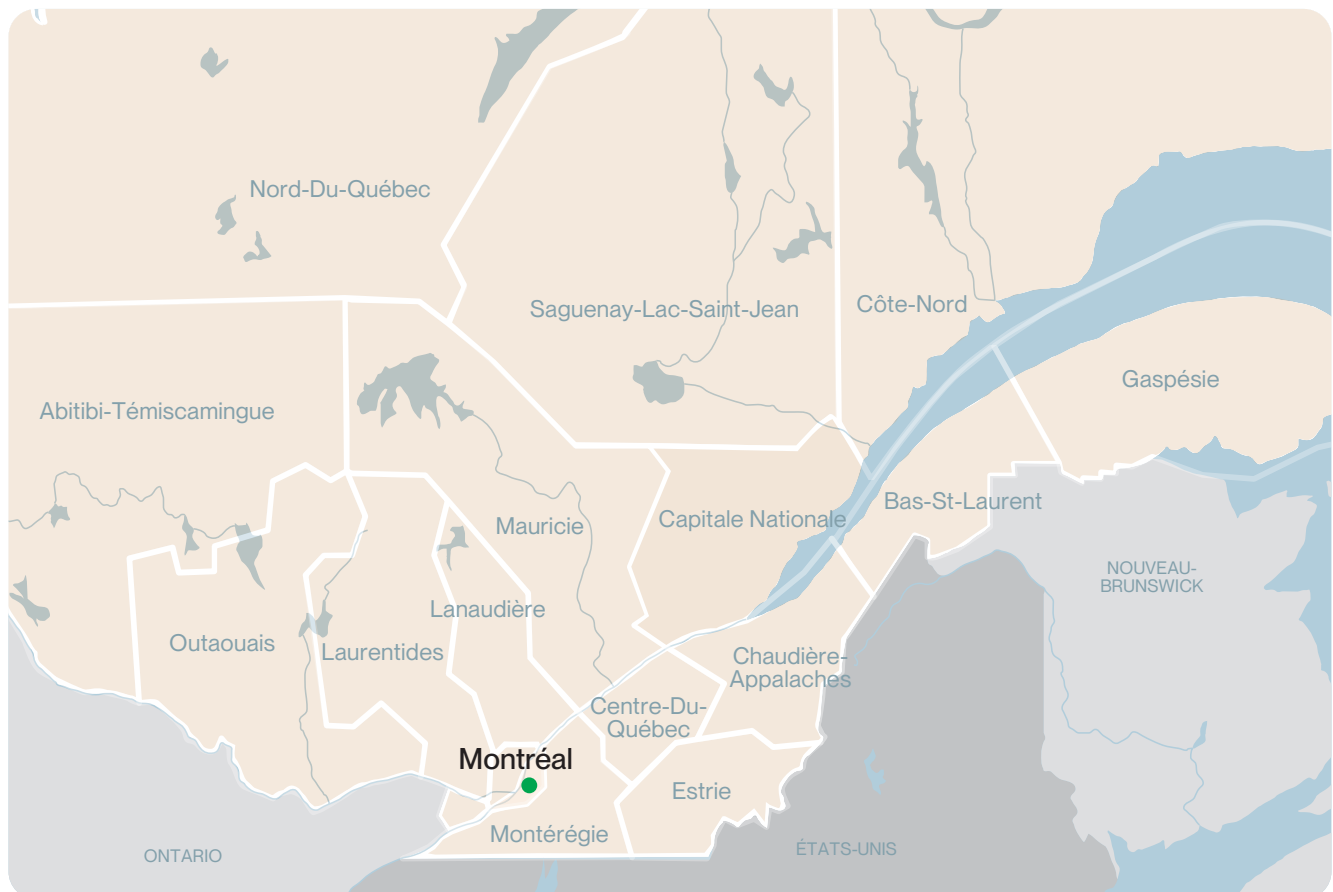 Nord-Du-Québec
Saguenay-Lac-Saint-Jean
Côte-Nord
Gaspésie
Abitibi-Témiscamingue
Bas-St-Laurent
Capitale Nationale
Mauricie
NOUVEAU-
BRUNSWICK
Lanaudière
Outaouais
Laurentides
Chaudière-
Appalaches
Centre-Du-
Québec
Montréal
Estrie
Montérégie
ONTARIO
ÉTATS-UNIS